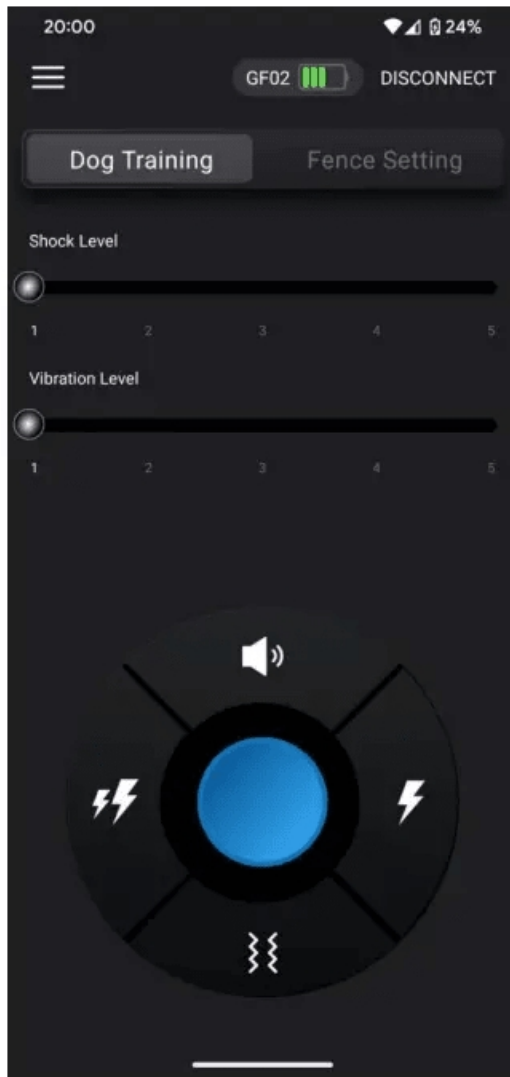 20:00 24%
GF02 DISCONNECT
Dog Training Fence Setting
Shock Level
1 2 3 4 5
Vibration Level
1 2 3 4 5